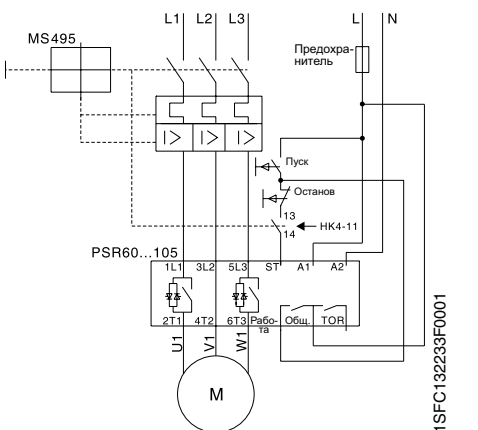 L1 L2 L3 L N
MS495
Предохра-
нитель
Пуск
Останов
13
14
HK4-11
PSR60...105
1L1 3L2 5L3 ST A1 A2
2T1 4T2 6T3 Рабо-
та Общ. TOR
U1 V1 W1
M
1SFC132233F0001